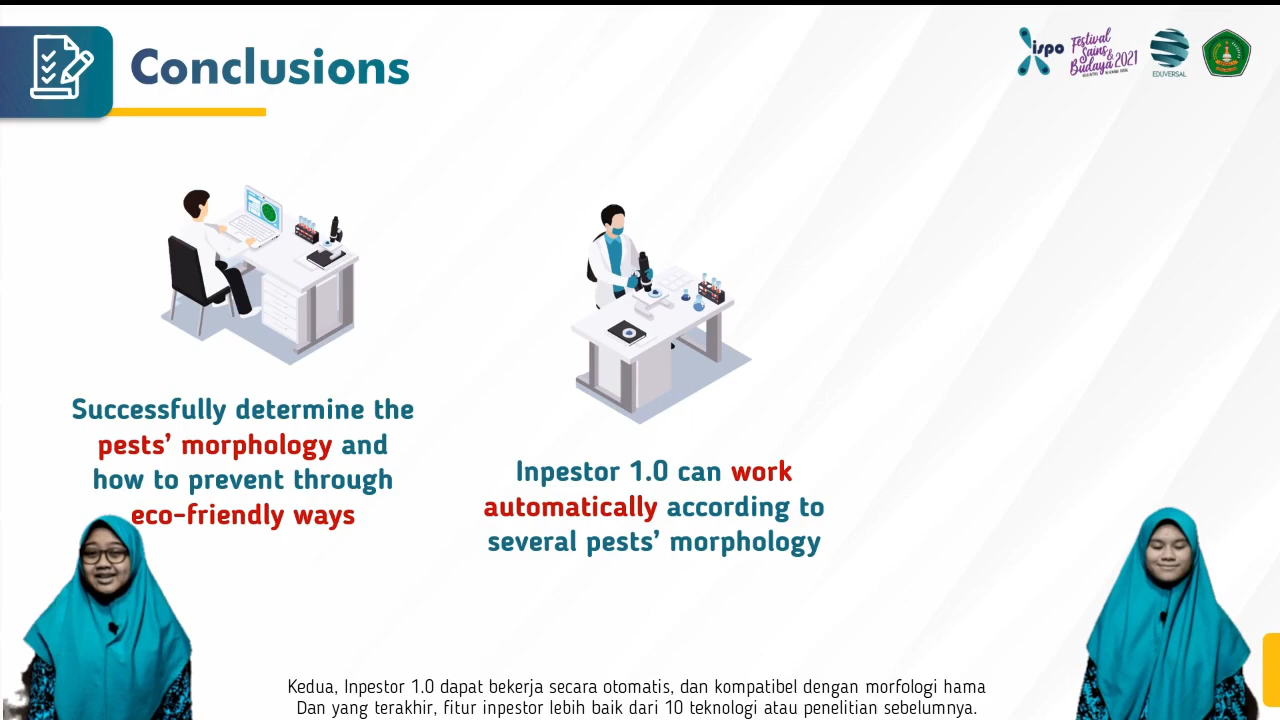 Conclusions
ispo
Festival
Sains &
Budaya 2021
EDUVERSAL
Successfully determine the
pests’ morphology and
how to prevent through
eco-friendly ways
Inpestor 1.0 can work
automatically according to
several pests’ morphology
Kedua, Inpestor 1.0 dapat bekerja secara otomatis, dan kompatibel dengan morfologi hama
Dan yang terakhir, fitur inpestor lebih baik dari 10 teknologi atau penelitian sebelumnya.